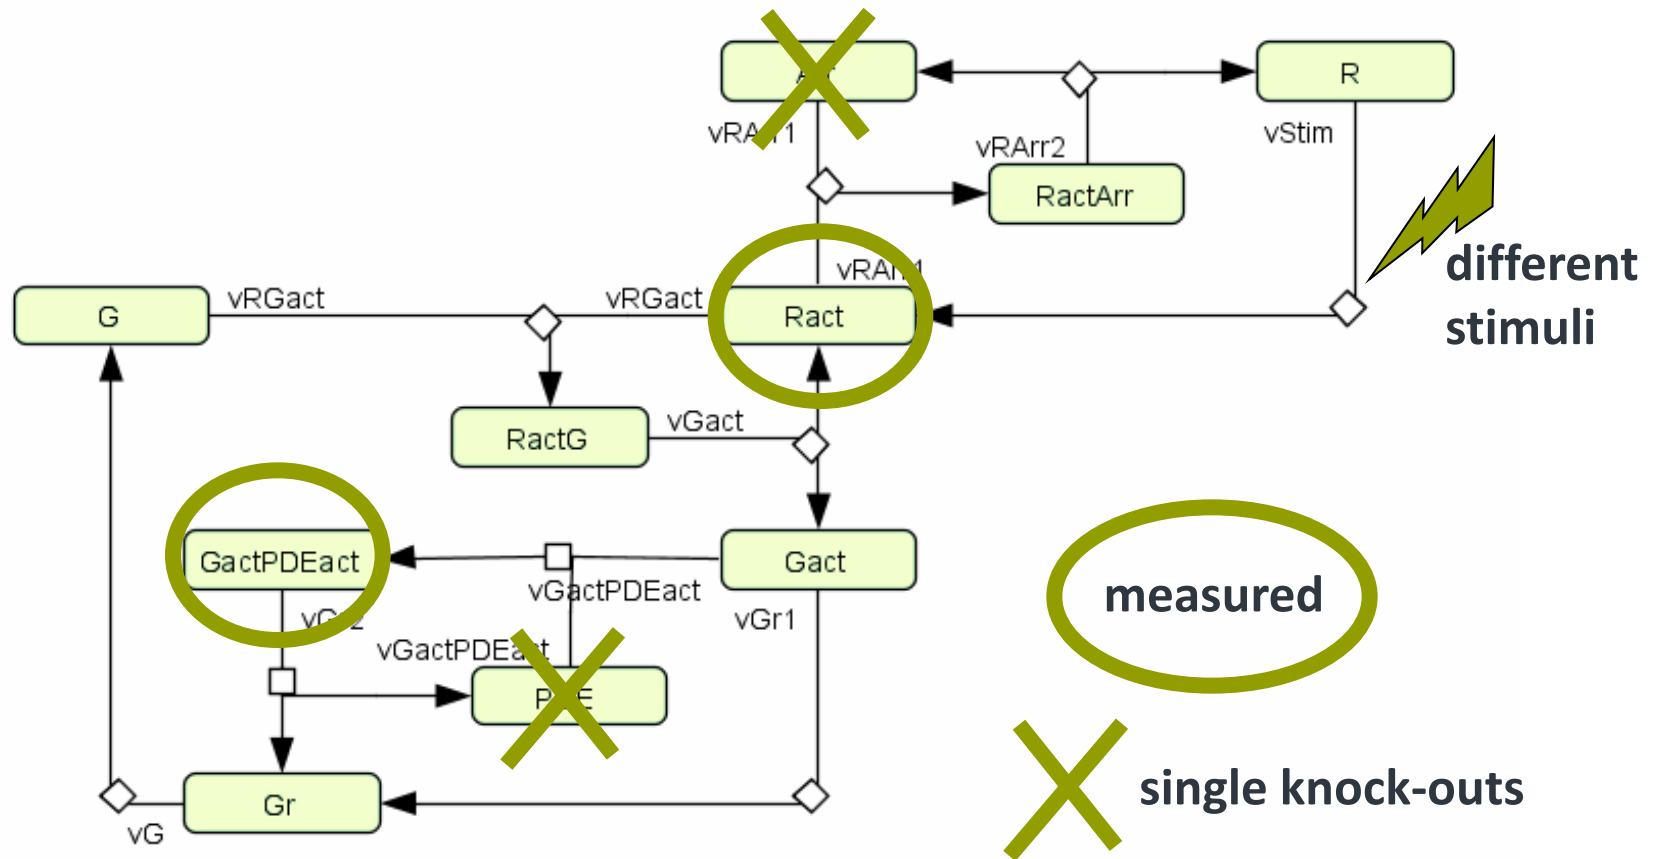 R
vStim
vRArr2
RactArr
different
stimuli
vRGact
vRGact
G
Ract
RactG
vGact
GactPDEact
Gact
vGactPDEact
vGr1
vGactPDEact
measured
Gr
vG
single knock-outs